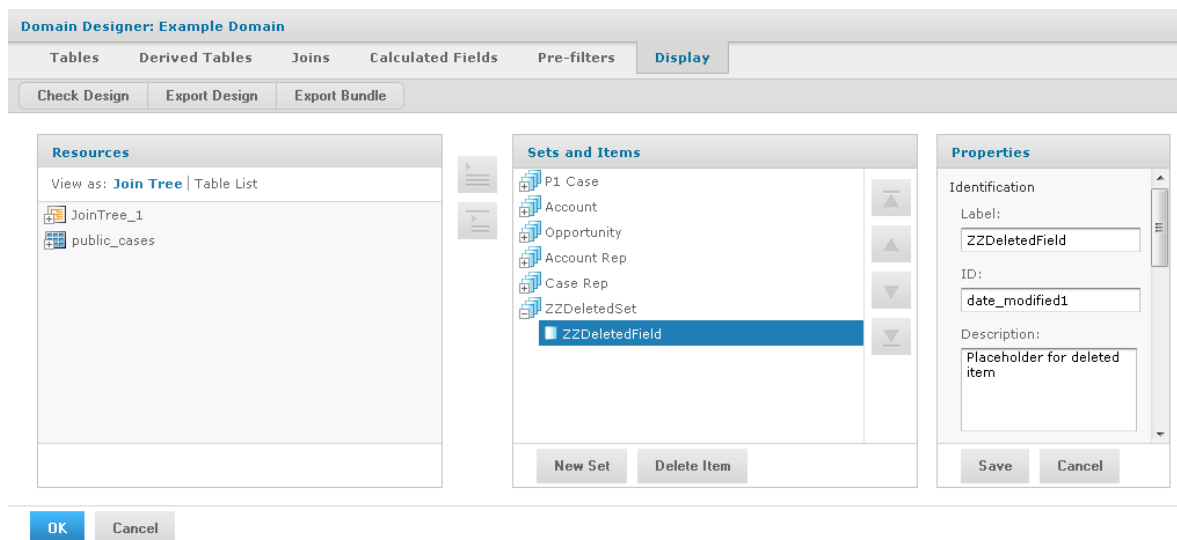 Domain Designer: Example Domain
Tables Derived Tables Joins Calculated Fields Pre-filters Display
Check Design Export Design Export Bundle
Resources
View as: Join Tree | Table List
JoinTree_1
public_cases
Sets and Items
P1 Case
Account
Opportunity
Account Rep
Case Rep
ZZDeletedSet
ZZDeletedField
New Set Delete Item
Properties
Identification
Label:
ZZDeletedField
ID:
date_modified1
Description:
Placeholder for deleted
item
Save Cancel
OK Cancel